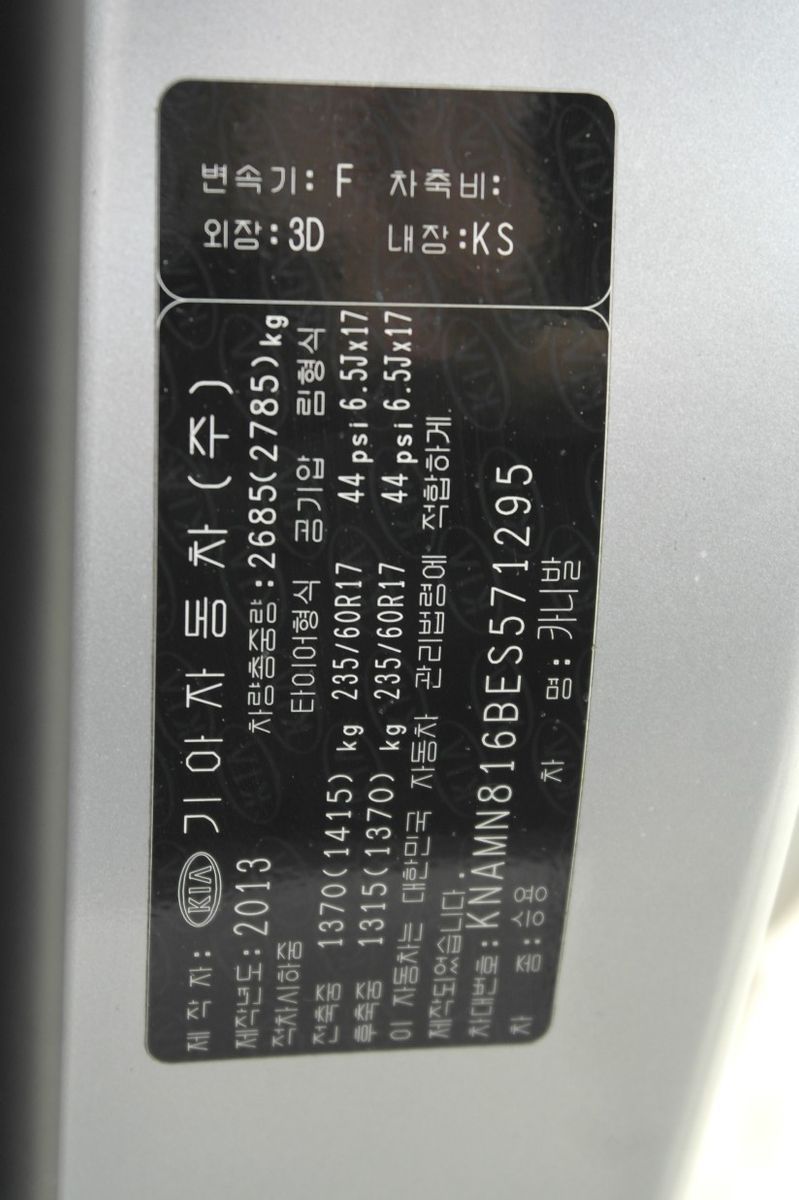 제 작 자: KIA 기 아 자 동 차 (주)
제작년도:2013 차량총중량:2685(2785)kg
적차시하중 타이어형식 공기압 림형식
전축중 1370(1415) kg 235/60R17 44 psi 6.5Jx17
후축중 1315(1370) kg 235/60R17 44 psi 6.5Jx17
이 자동차는 대한민국 자동차 관리법령에 적합하게
제작되었습니다.
차대번호:KNAMN816BES571295
차 종:승용 차 명:카니발
변속기: F 차축비:
외장:3D 내장:KS